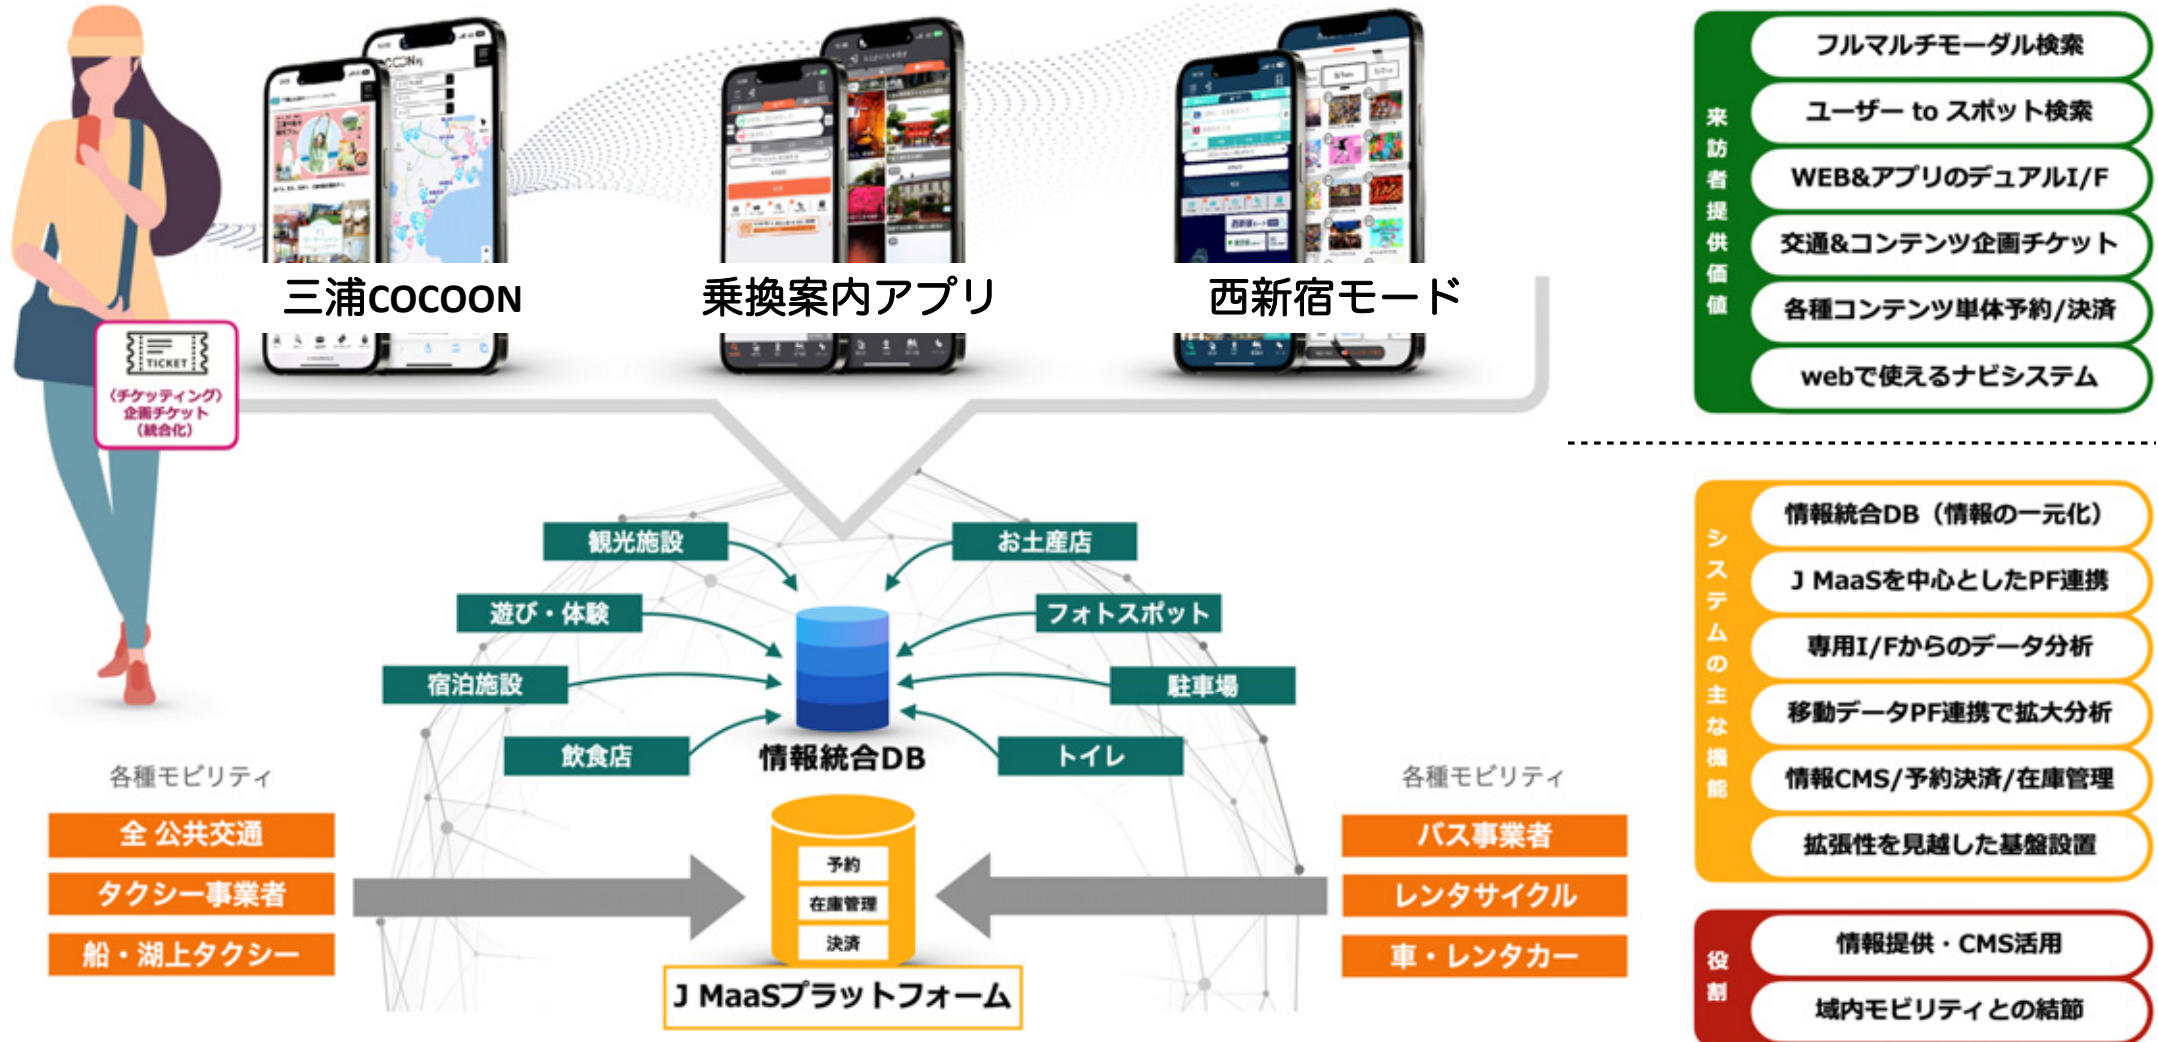 三浦COCOON
乗換案内アプリ
西新宿モード
TICKET
〈チケッティング〉
企画チケット
（統合化）
観光施設
お土産店
遊び・体験
フォトスポット
宿泊施設
駐車場
飲食店
トイレ
情報統合DB
各種モビリティ
全 公共交通
タクシー事業者
船・湖上タクシー
各種モビリティ
バス事業者
レンタサイクル
車・レンタカー
予約
在庫管理
決済
J MaaSプラットフォーム
来訪者提供価値
フルマルチモーダル検索
ユーザー to スポット検索
WEB&アプリのデュアルI/F
交通&コンテンツ企画チケット
各種コンテンツ単体予約/決済
webで使えるナビシステム
システムの主な機能
情報統合DB（情報の一元化）
J MaaSを中心としたPF連携
専用I/Fからのデータ分析
移動データPF連携で拡大分析
情報CMS/予約決済/在庫管理
拡張性を見越した基盤設置
役割
情報提供・CMS活用
域内モビリティとの結節